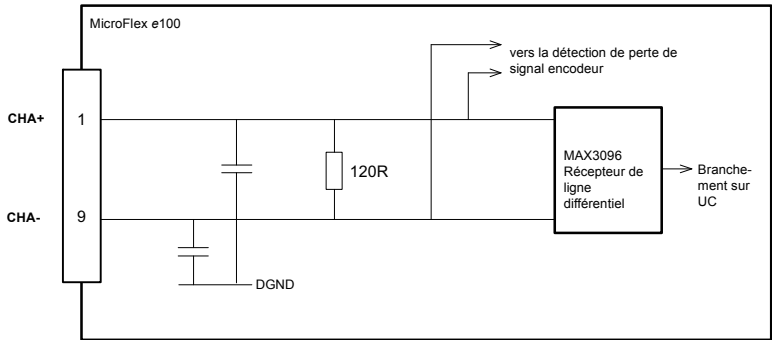 MicroFlex e100
vers la détection de perte de
signal encodeur
CHA+
1
MAX3096
Récepteur de
ligne
différentiel
Branche-
ment sur
UC
120R
CHA-
9
DGND